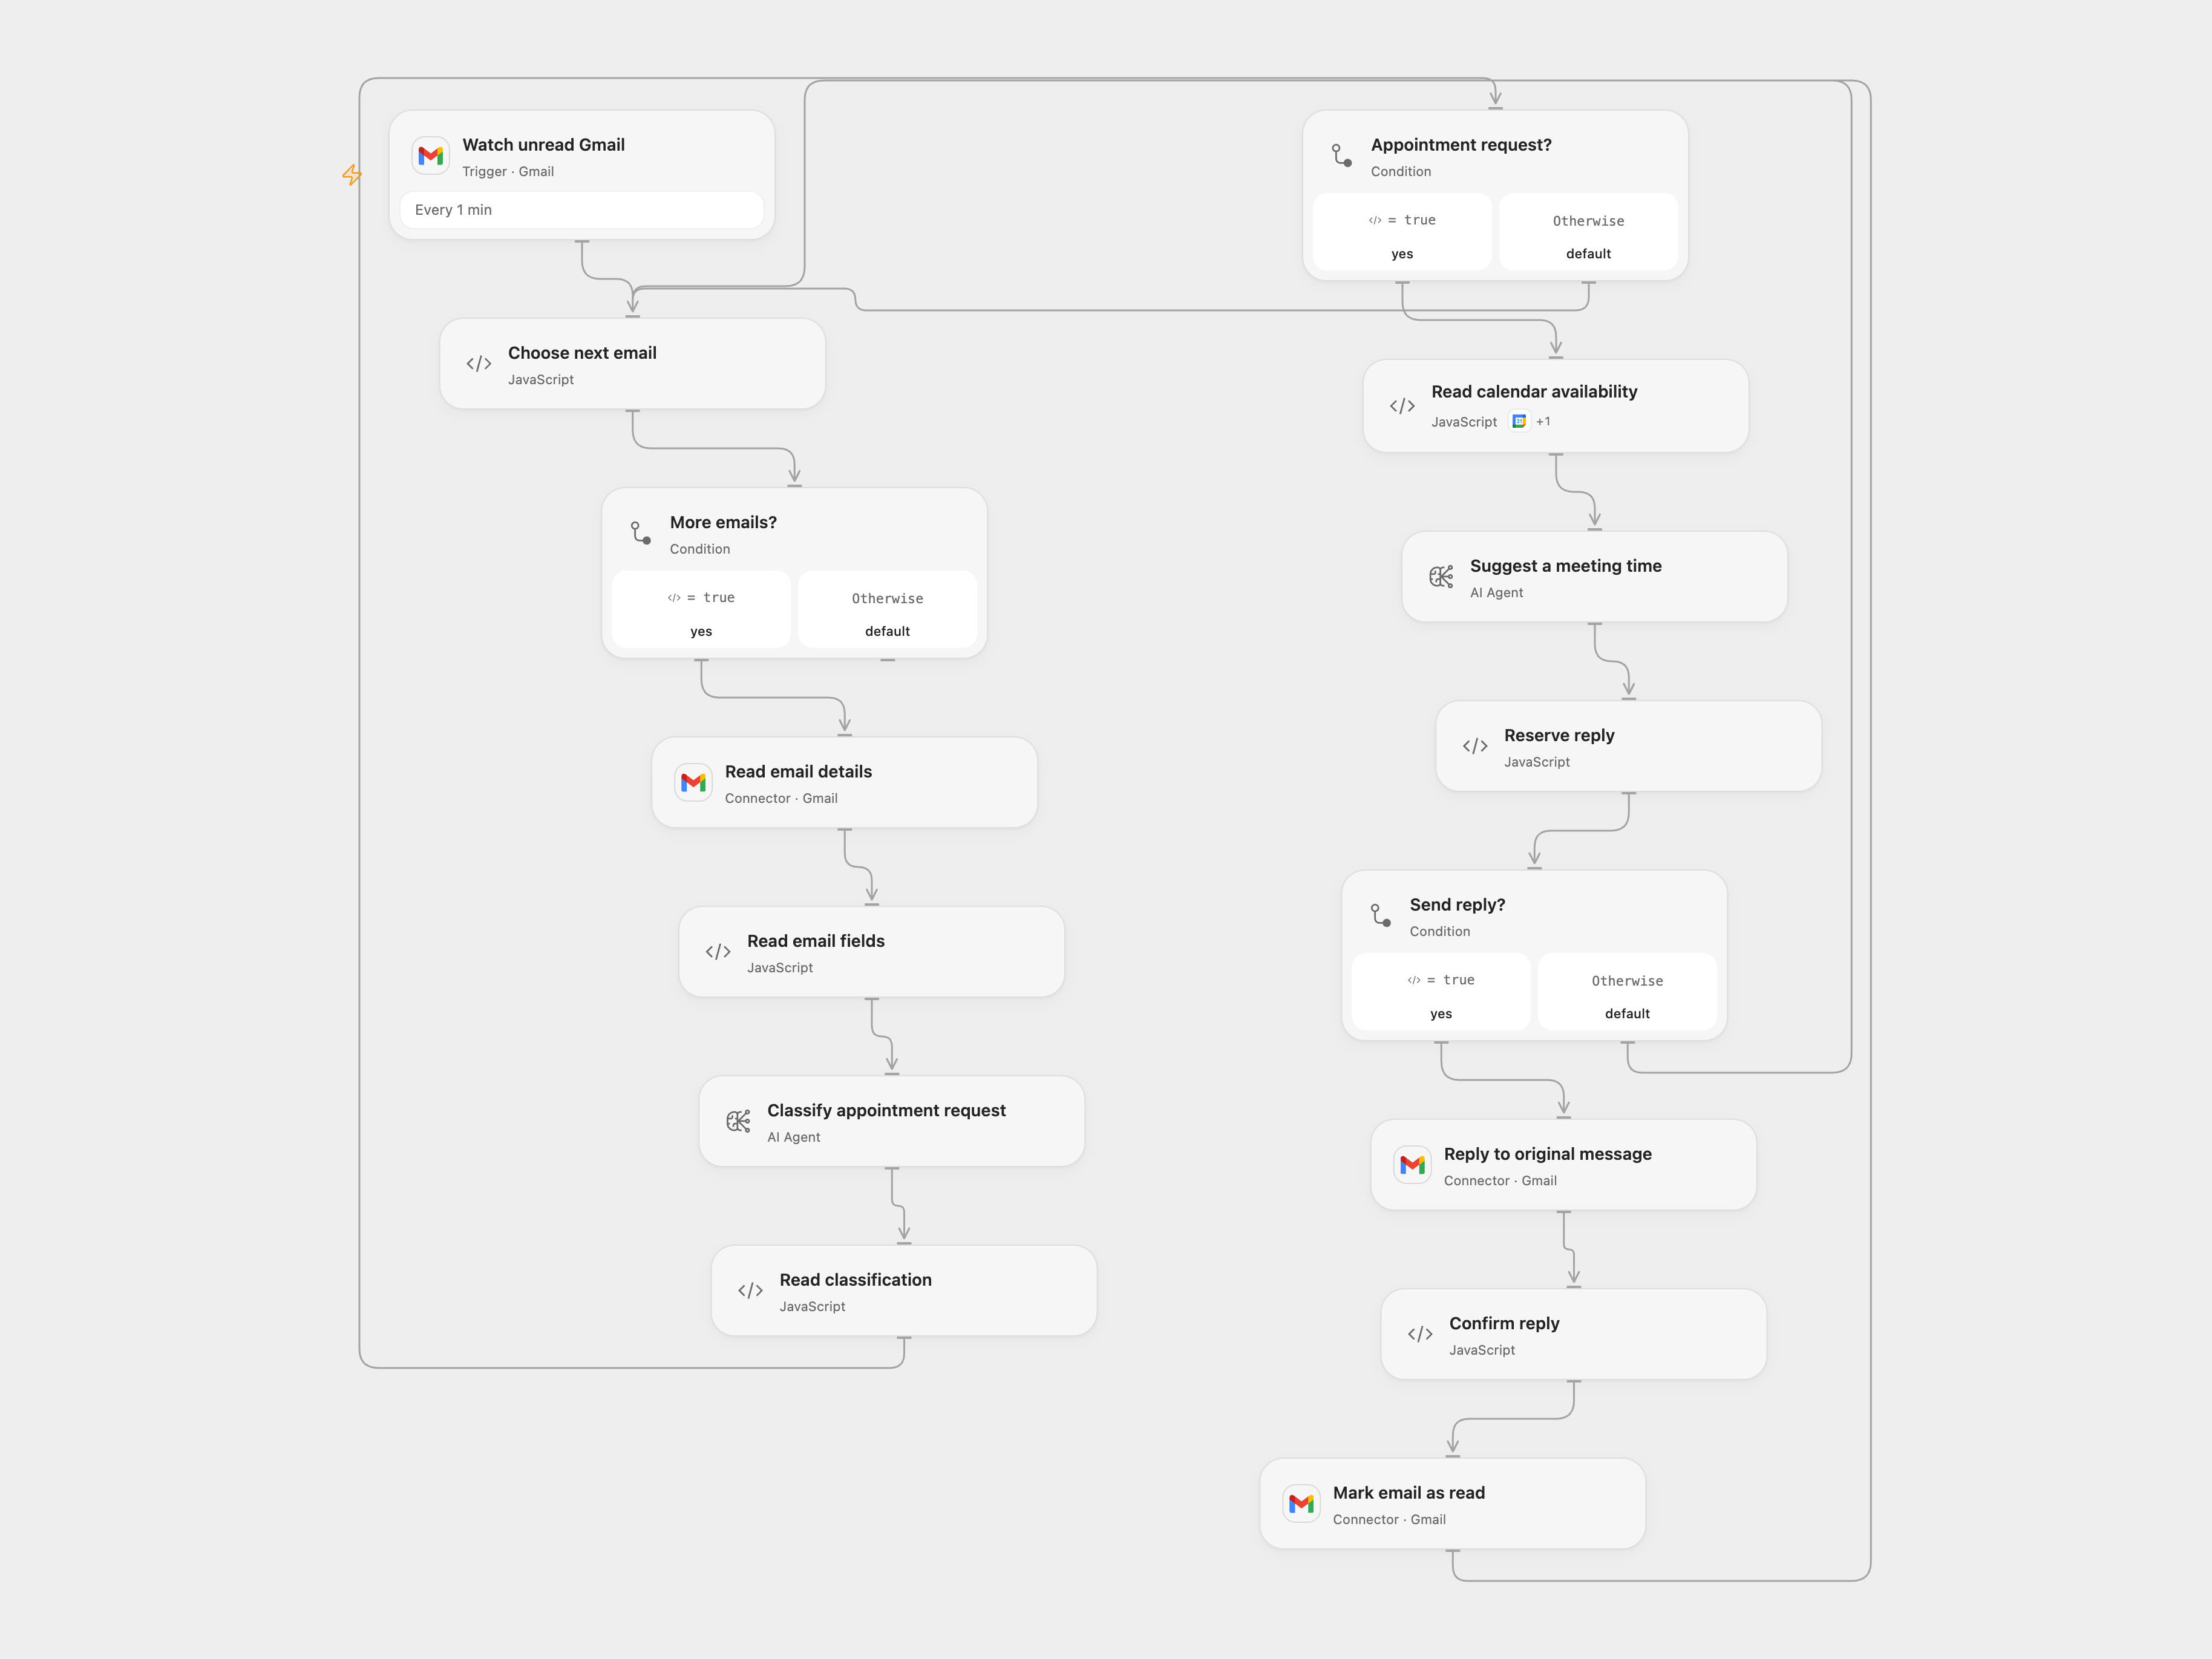 Watch unread Gmail
Trigger · Gmail
Every 1 min
Choose next email
JavaScript
More emails?
Condition
</> = true
Otherwise
yes
default
Read email details
Connector · Gmail
Read email fields
JavaScript
Classify appointment request
AI Agent
Read classification
JavaScript
Appointment request?
Condition
</> = true
Otherwise
yes
default
Read calendar availability
JavaScript +1
Suggest a meeting time
AI Agent
Reserve reply
JavaScript
Send reply?
Condition
</> = true
Otherwise
yes
default
Reply to original message
Connector · Gmail
Confirm reply
JavaScript
Mark email as read
Connector · Gmail